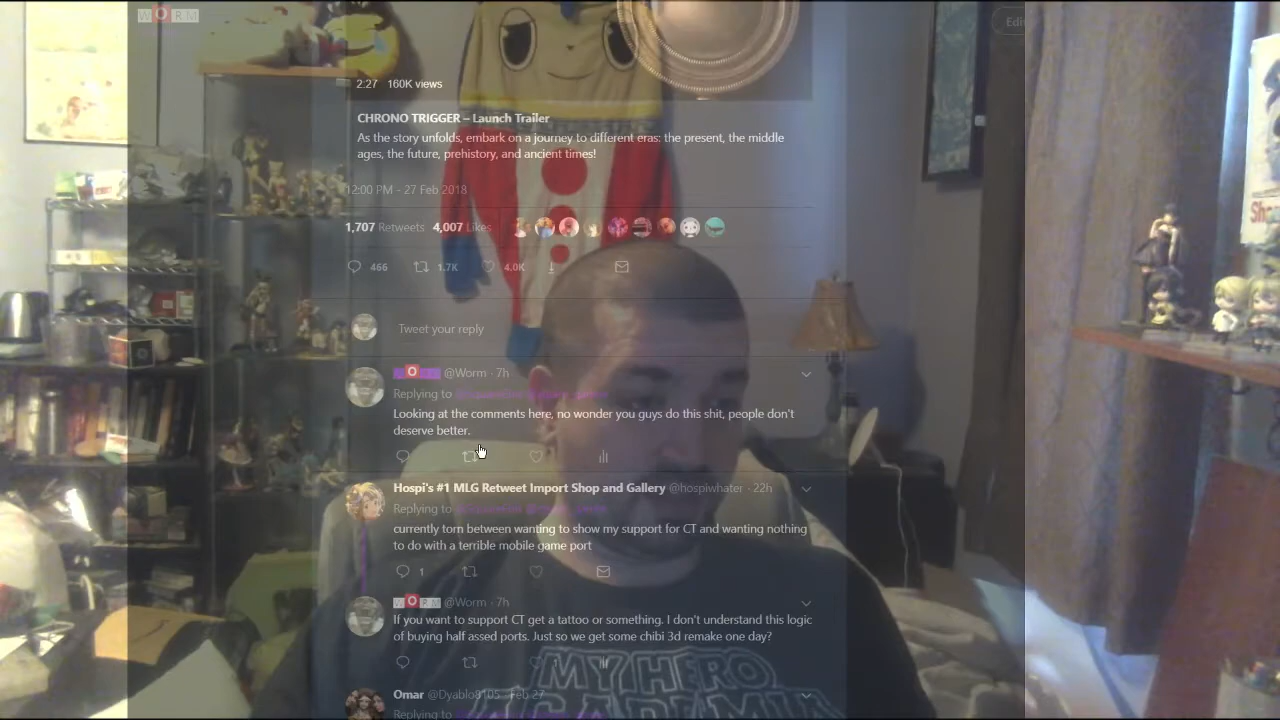 WORM
Edi
2:27 160K views
CHRONO TRIGGER – Launch Trailer
As the story unfolds, embark on a journey to different eras: the present, the middle
ages, the future, prehistory, and ancient times!
12:00 PM - 27 Feb 2018
1,707 Retweets 4,007 Likes
466 1.7K 4.0K
Tweet your reply
WORM @Worm · 7h
Replying to
Looking at the comments here, no wonder you guys do this shit, people don't
deserve better.
Hospi's #1 MLG Retweet Import Shop and Gallery @hospiwhater · 22h
Replying to
currently torn between wanting to show my support for CT and wanting nothing
to do with a terrible mobile game port
1
WORM @Worm · 7h
If you want to support CT get a tattoo or something. I don't understand this logic
of buying half assed ports. Just so we get some chibi 3d remake one day?
1
MY HERO
ACADEMIA
Omar @Dyablo8105 · Feb 27
Replying to